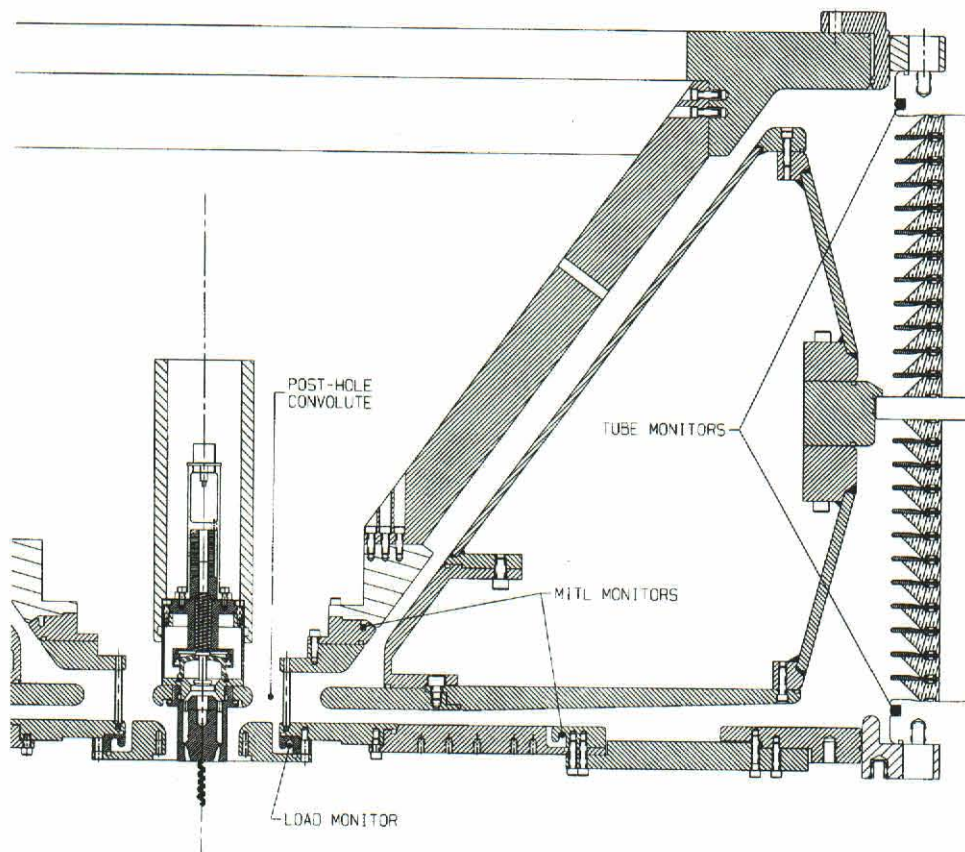 POST-HOLE
CONVOLUTE
TUBE MONITORS
MITL MONITORS
LOAD MONITOR